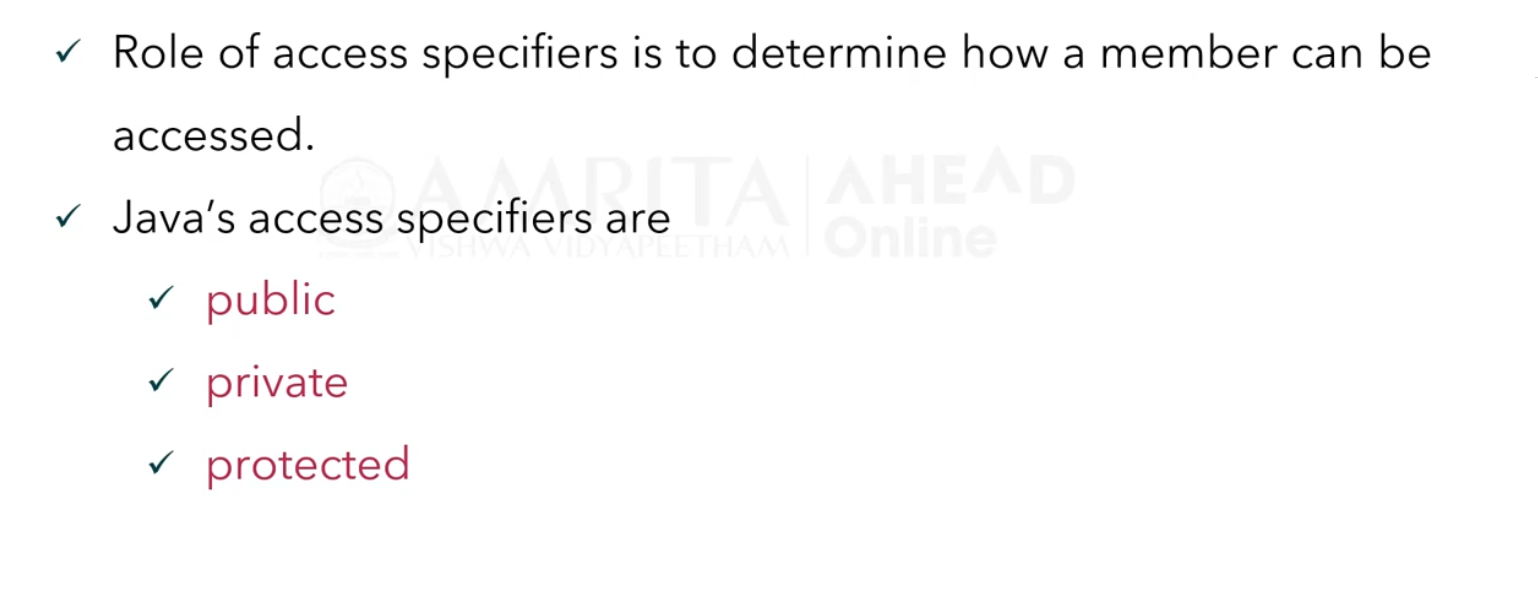 ✓ Role of access specifiers is to determine how a member can be
accessed.
AMRITA AHEAD
✓ Java’s access specifiers are
VISHWA VIDYAPEETHAM Online
✓ public
✓ private
✓ protected